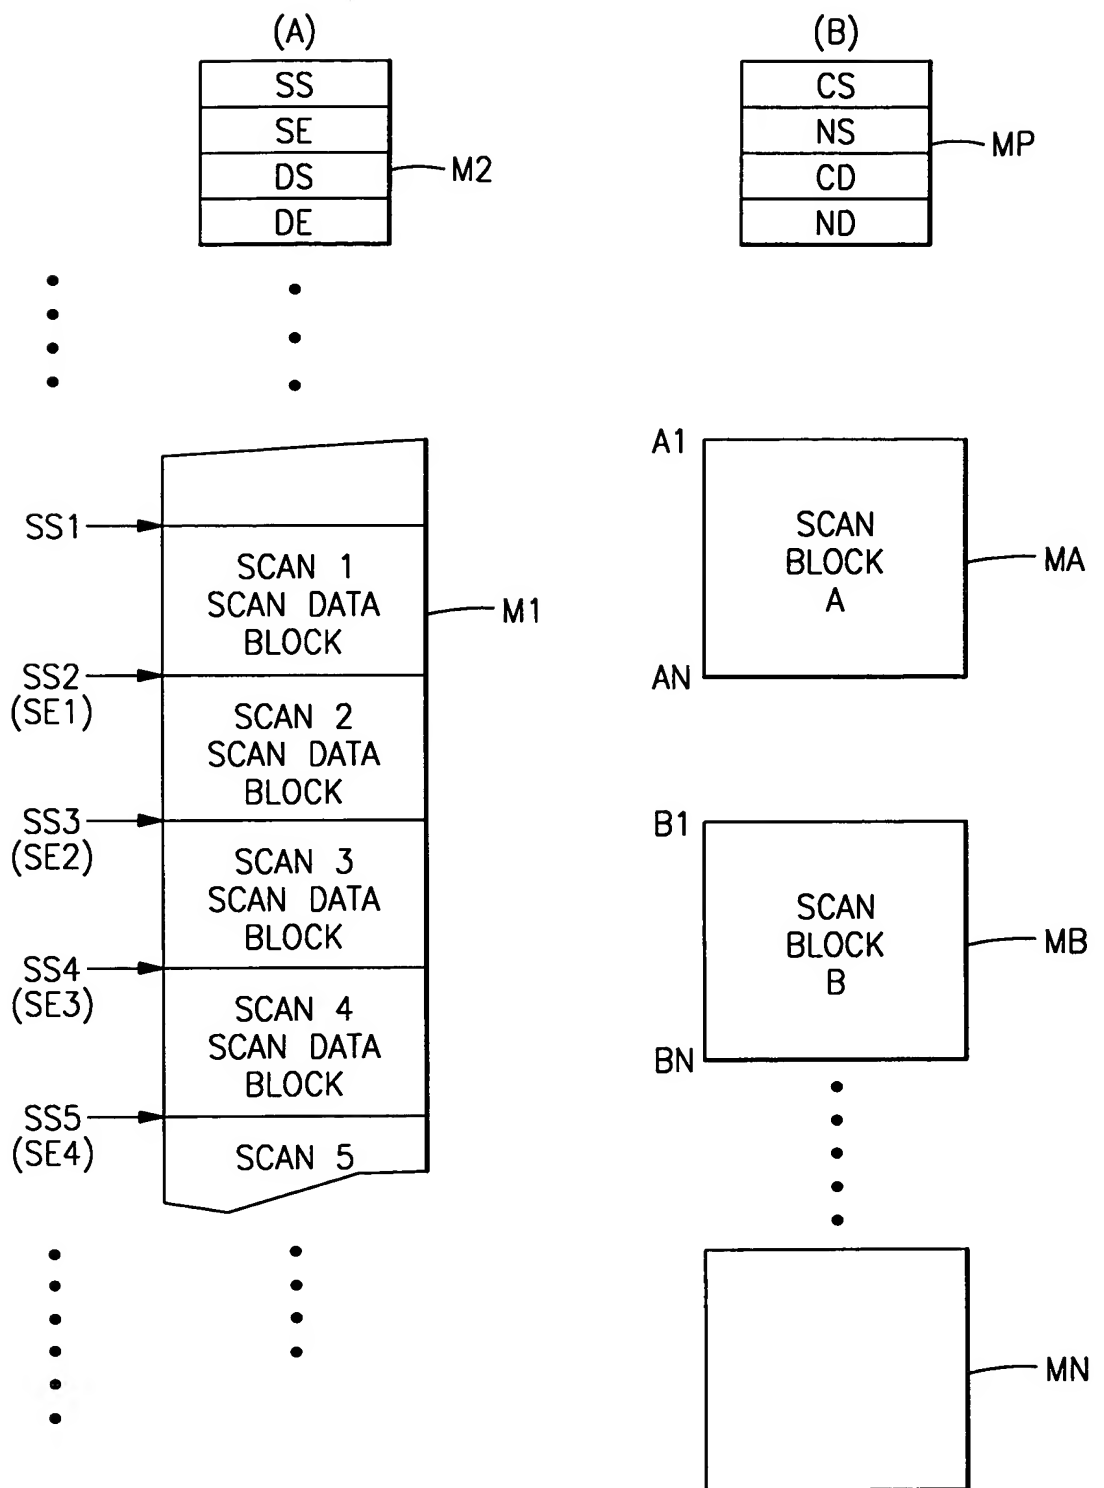 (A)
SS
SE
DS
DE
M2
SS1
SCAN 1
SCAN DATA
BLOCK
M1
SS2
(SE1)
SCAN 2
SCAN DATA
BLOCK
SS3
(SE2)
SCAN 3
SCAN DATA
BLOCK
SS4
(SE3)
SCAN 4
SCAN DATA
BLOCK
SS5
(SE4)
SCAN 5
(B)
CS
NS
CD
ND
MP
A1
SCAN
BLOCK
A
MA
AN
B1
SCAN
BLOCK
B
MB
BN
MN